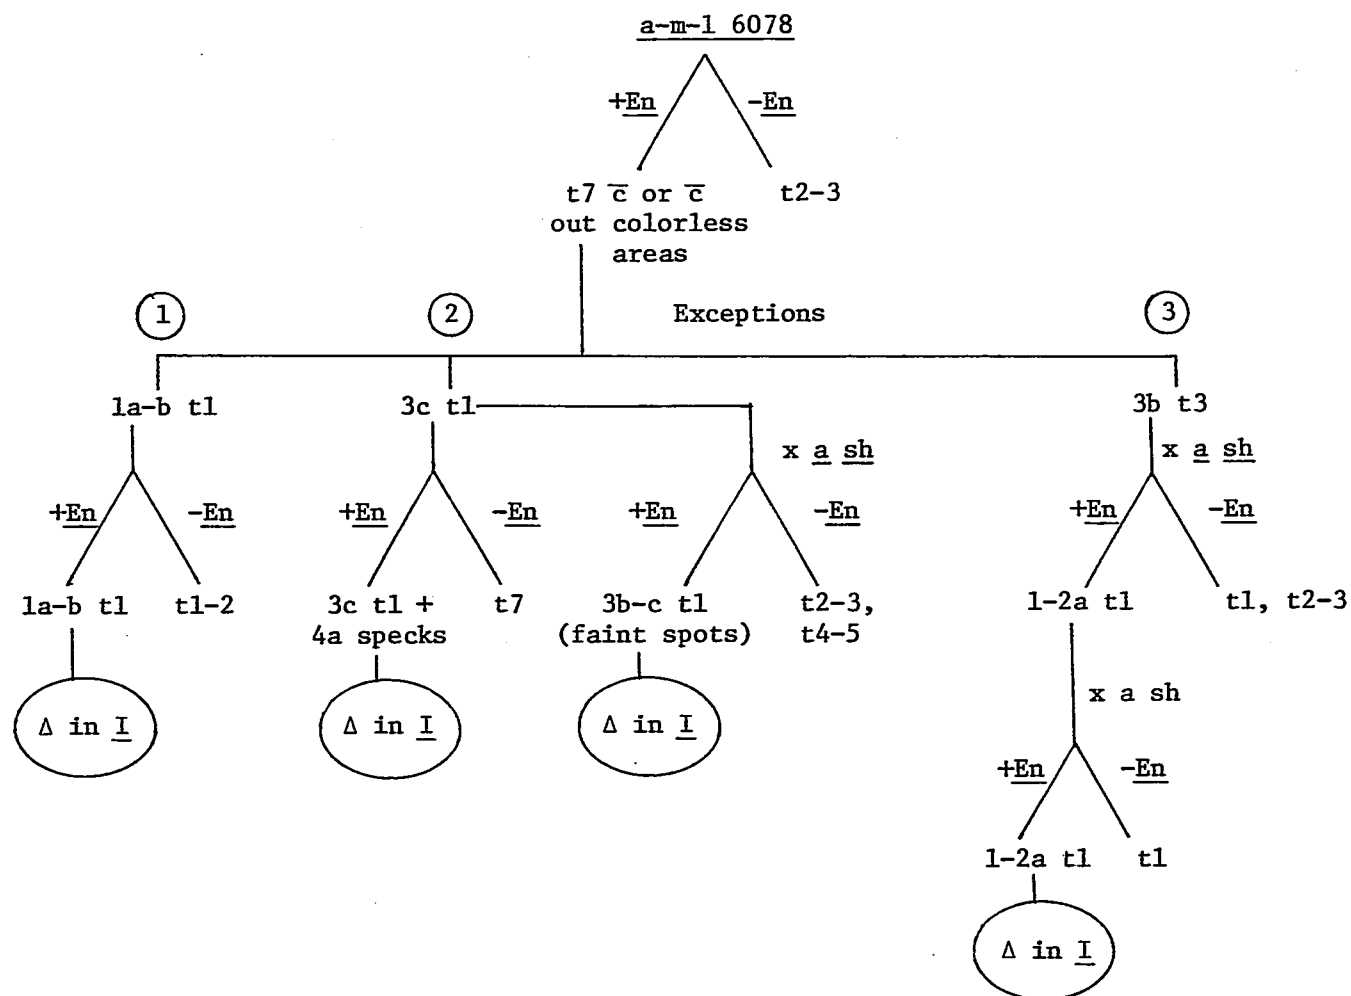 a-m-1 6078
+En -En
t7 c̅ or c̅ t2-3
out colorless
areas
1 2 Exceptions 3
1a-b t1 3c t1 3b t3
x a sh x a sh
+En -En +En -En +En -En +En -En
1a-b t1 t1-2 3c t1 + t7 3b-c t1 t2-3, 1-2a t1 t1, t2-3
4a specks (faint spots) t4-5
x a sh
Δ in I Δ in I Δ in I
+En -En
1-2a t1 t1
Δ in I